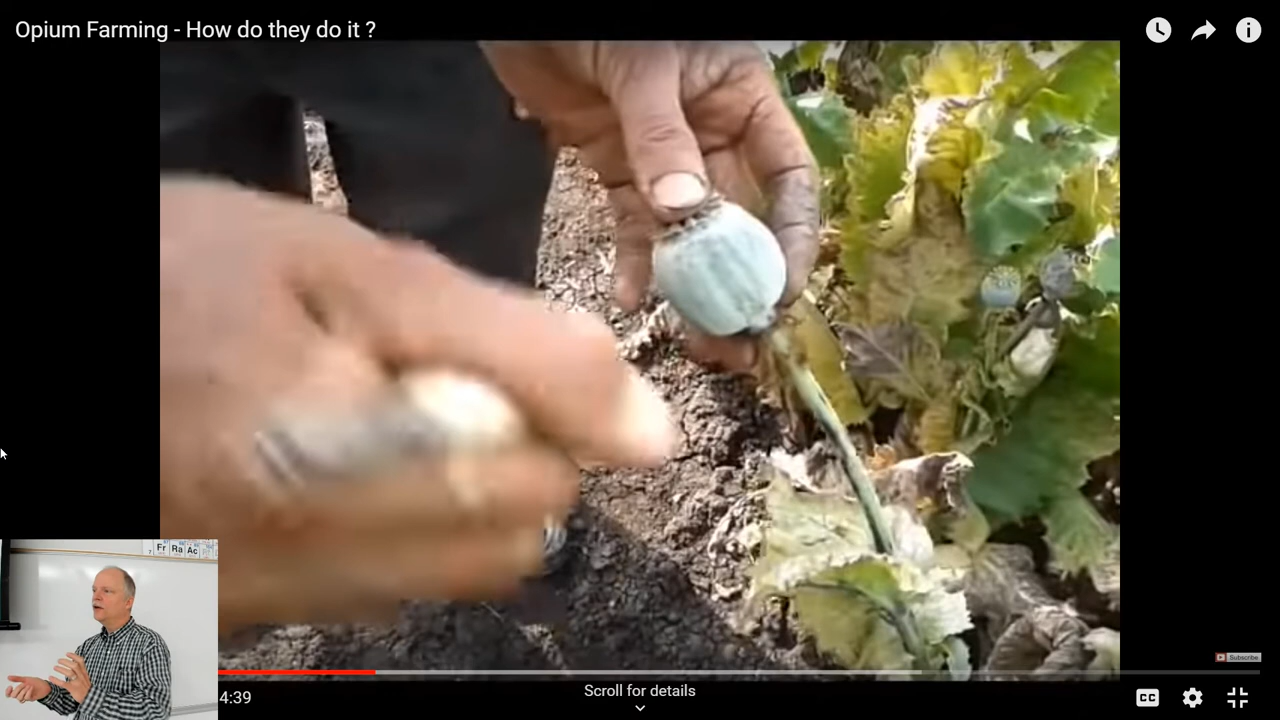 Opium Farming - How do they do it ?
Fr Ra Ac
Subscribe
4:39
Scroll for details
CC